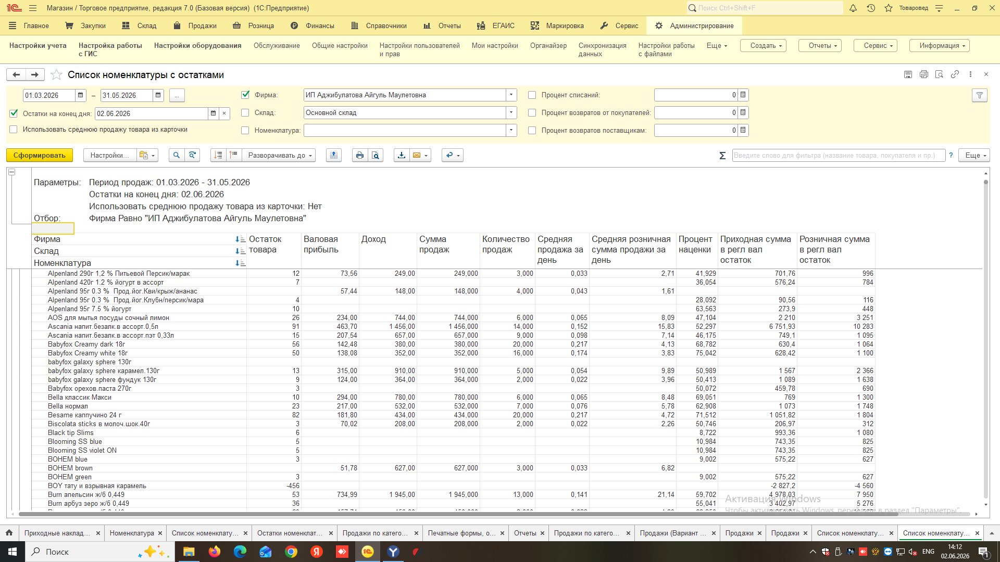 Магазин / Торговое предприятие, редакция 7.0 (Базовая версия) (1С:Предприятие)
Поиск Ctrl+Shift+F
Товаровед
Главное Закупки Склад Продажи Розница Финансы Справочники Отчеты ЕГАИС Маркировка Сервис Администрирование
Настройки учета Настройка работы с ГИС Настройки оборудования Обслуживание Общие настройки Настройки пользователей и прав Мои настройки Органайзер Синхронизация данных Настройки работы с файлами Еще Создать Отчеты Сервис Информация
Список номенклатуры с остатками
01.03.2026 – 31.05.2026 ...
Фирма: ИП Аджибулатова Айгуль Маулетовна
Процент списаний: 0
Остатки на конец дня: 02.06.2026
Склад: Основной склад
Процент возвратов от покупателей: 0
Использовать среднюю продажу товара из карточки
Номенклатура:
Процент возвратов поставщикам: 0
Сформировать Настройки... Разворачивать до Σ Введите слово для фильтра (название товара, покупателя и пр.) ? Еще
Параметры: Период продаж: 01.03.2026 - 31.05.2026
Остатки на конец дня: 02.06.2026
Использовать среднюю продажу товара из карточки: Нет
Отбор: Фирма Равно "ИП Аджибулатова Айгуль Маулетовна"
Фирма
Склад
Номенклатура
Остаток товара
Валовая прибыль
Доход
Сумма продаж
Количество продаж
Средняя продажа за день
Средняя розничная сумма продажи за день
Процент наценки
Приходная сумма в регл вал остаток
Розничная сумма в регл вал остаток
Alpenland 290г 1,2 % Питьевой Персик/марак 12 73,56 249,00 249,000 3,000 0,033 2,71 41,929 701,76 996
Alpenland 420г 1.2 % йогурт в ассорт 7 36,054 576,24 784
Alpenland 95г 0.3 % Прод.йог.Кви/крыж/ананас 57,44 148,00 148,000 4,000 0,043 1,61
Alpenland 95г 0.3 % Прод.йог.Клубн/персик/мара 4 28,092 90,56 116
Alpenland 95г 7.5 % йогурт 10 63,563 273,9 448
AOS для мытья посуды сочный лимон 26 234,00 744,00 744,000 6,000 0,065 8,09 47,104 2 210 3 251
Ascania напит.безалк.в ассорт.0,5л 91 463,70 1 456,00 1 456,000 14,000 0,152 15,83 52,297 6 751,93 10 283
Ascania напит.безалк.в ассорт.пэт 0,33л 15 207,54 657,00 657,000 9,000 0,098 7,14 46,175 749,1 1 095
Babyfox Creamy dark 18г 56 142,48 380,00 380,000 20,000 0,217 4,13 68,782 630,4 1 064
Babyfox Creamy white 18г 50 138,08 352,00 352,000 16,000 0,174 3,83 75,042 628,42 1 100
babyfox galaxy sphere 130г
babyfox galaxy sphere карамел.130г 13 315,00 910,00 910,000 5,000 0,054 9,89 50,989 1 567 2 366
babyfox galaxy sphere фундук 130г 9 124,00 364,00 364,000 2,000 0,022 3,96 50,413 1 089 1 638
Babyfox орехов.паста 270г 3 50,072 459,78 690
Bella классик Макси 10 294,00 780,00 780,000 6,000 0,065 8,48 69,051 769 1 300
Bella нормал 23 217,00 532,00 532,000 7,000 0,076 5,78 62,908 1 073 1 748
Besame каппучино 24 г 82 181,80 434,00 434,000 20,000 0,217 4,72 71,512 1 051,82 1 804
Biscolata sticks в молоч.шок.40г 3 70,02 208,00 208,000 2,000 0,022 2,26 50,746 206,97 312
Black tip Slims 6 8,722 993,36 1 080
Blooming SS blue 5 10,984 743,35 825
Blooming SS violet ON 5 10,984 743,35 825
BOHEM blue 3 9,002 575,22 627
BOHEM brown 51,78 627,00 627,000 3,000 0,033 6,82
BOHEM green 3 9,002 575,22 627
BOY тату и взрывная карамель -456 -2 827,2 -4 560
Burn апельсин ж/б 0,449 53 734,99 1 945,00 1 945,000 13,000 0,141 21,14 59,702 4 978,03 7 950
Burn арбуз зеро ж/б 0,449 36 55,041 3 402,97 5 276
Активация Windows
Чтобы активировать Windows, перейдите в раздел "Параметры".
Приходные наклад... Номенклатура Список номенклату... Остатки номенклат... Продажи по катего... Печатные формы, о... Отчеты Продажи по катего... Продажи (Вариант ... Продажи Продажи Список номенклату... Список номенклату...
Поиск
ENG
14:12
02.06.2026
1